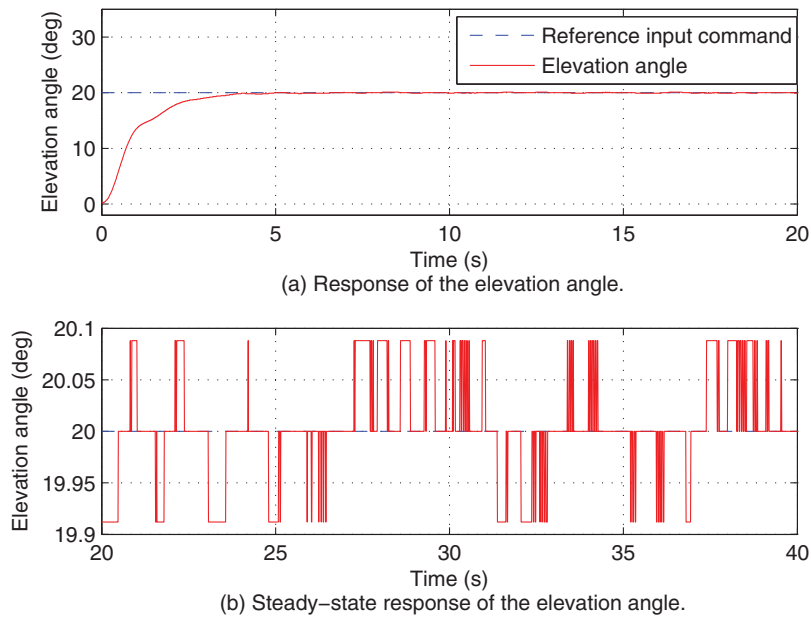 Elevation angle (deg)
30
20
10
0
Reference input command
Elevation angle
0
5
10
15
20
Time (s)
(a) Response of the elevation angle.
Elevation angle (deg)
20.1
20.05
20
19.95
19.9
20
25
30
35
40
Time (s)
(b) Steady−state response of the elevation angle.